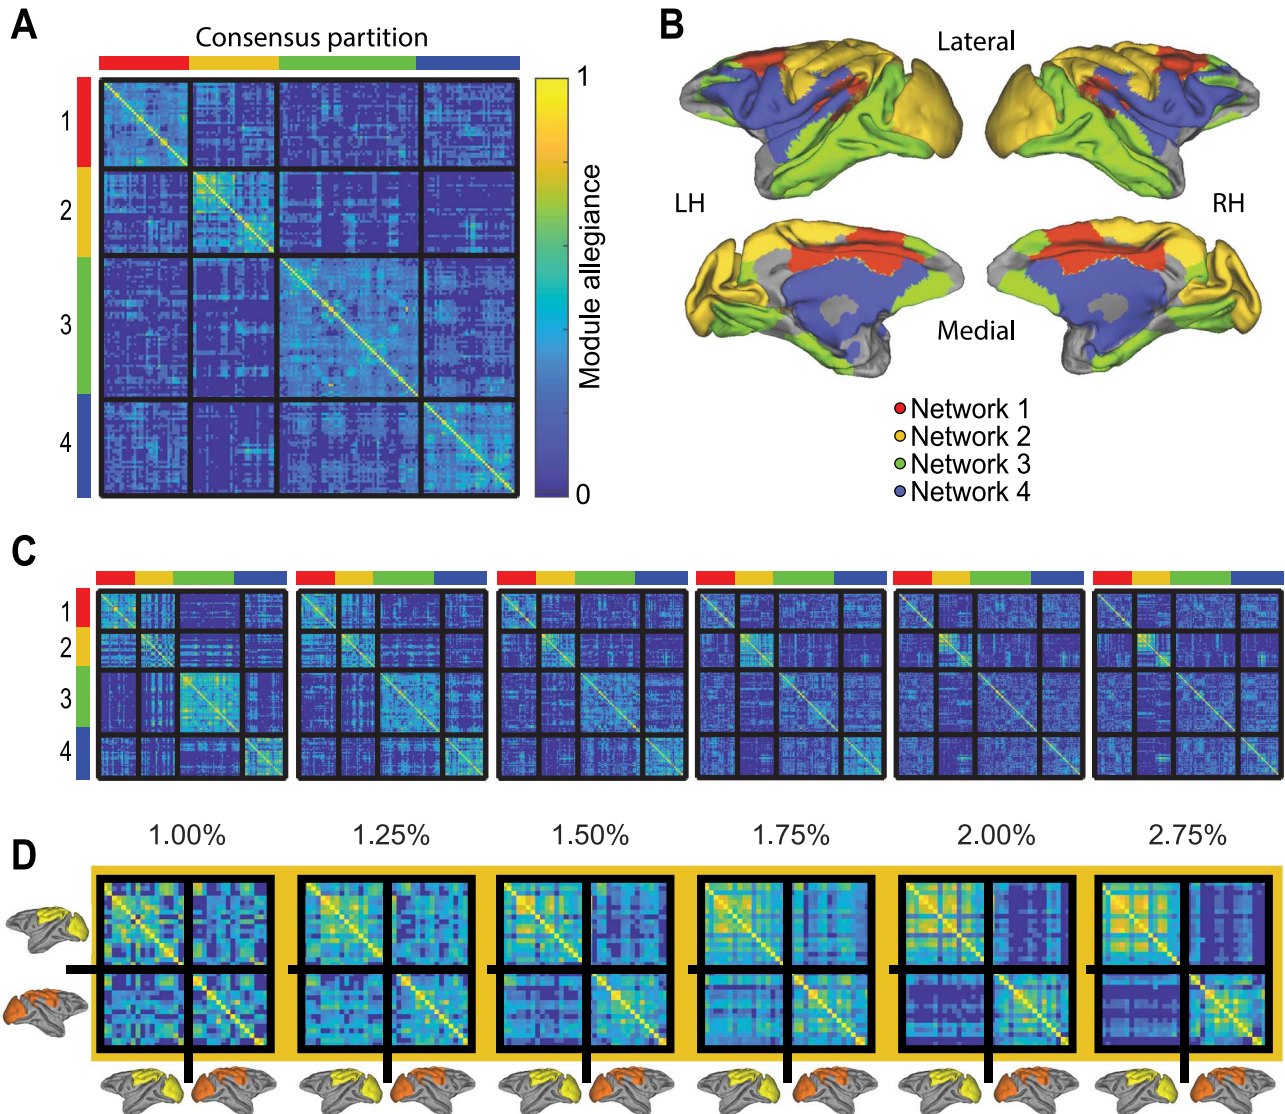 A
Consensus partition
1
2
3
4
1
Module allegiance
0
B
Lateral
LH
RH
Medial
Network 1
Network 2
Network 3
Network 4
C
1
2
3
4
1.00% 1.25% 1.50% 1.75% 2.00% 2.75%
D